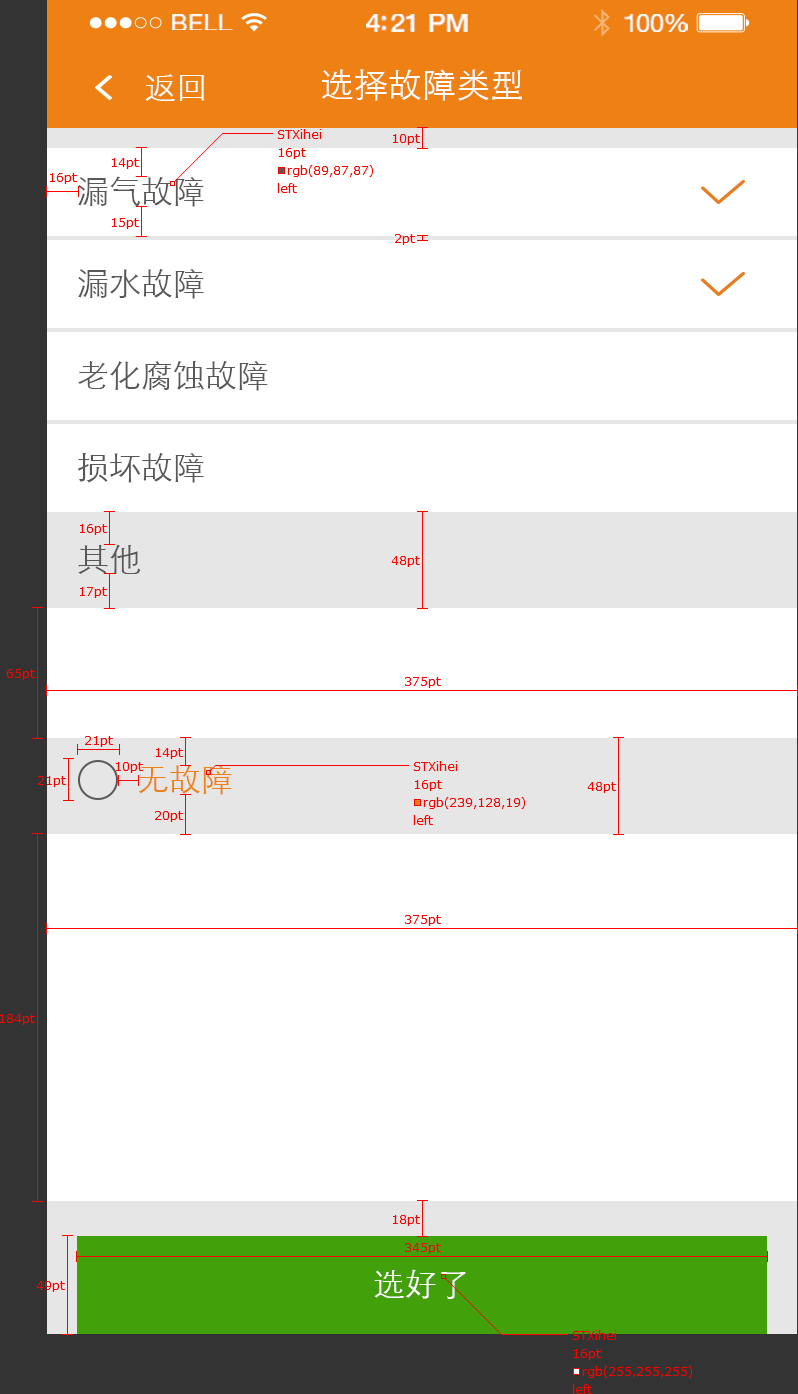 BELL 4:21 PM 100%
返回 选择故障类型
STXihei
10pt
16pt
14pt
rgb(89,87,87)
16pt
left
漏气故障
15pt
2pt
漏水故障
老化腐蚀故障
损坏故障
16pt
其他
48pt
17pt
65pt
375pt
21pt
14pt
10pt
STXihei
21pt
无故障
16pt
48pt
rgb(239,128,19)
20pt
left
375pt
184pt
18pt
345pt
49pt
选好了
STXihei
16pt
rgb(255,255,255)
left